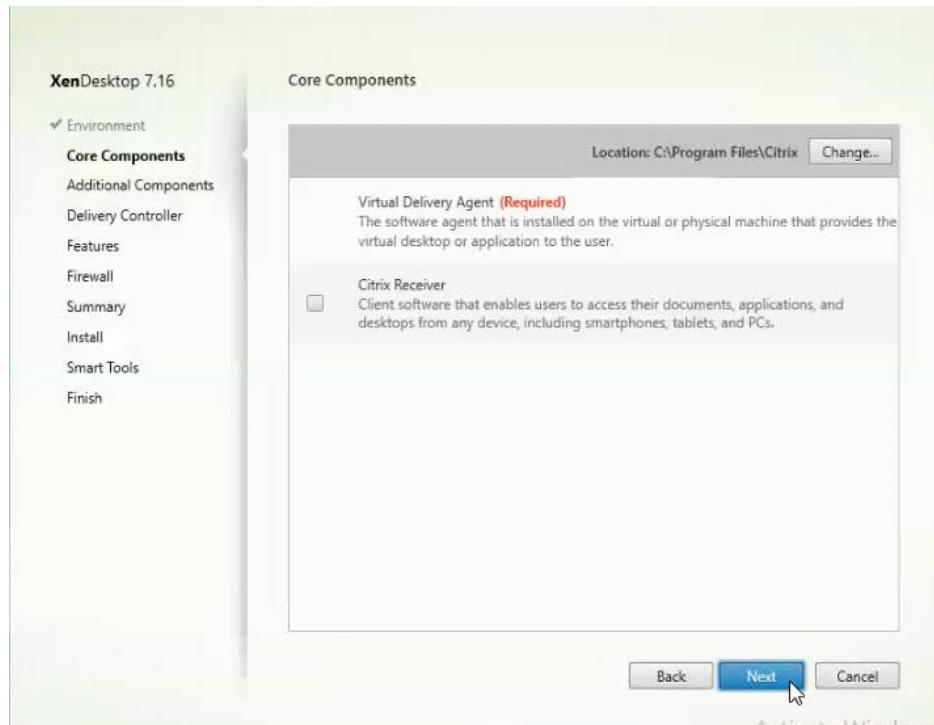 XenDesktop 7.16
Core Components
Environment
Core Components
Additional Components
Delivery Controller
Features
Firewall
Summary
Install
Smart Tools
Finish
Location: C:\Program Files\Citrix
Change...
Virtual Delivery Agent (Required)
The software agent that is installed on the virtual or physical machine that provides the
virtual desktop or application to the user.
Citrix Receiver
Client software that enables users to access their documents, applications, and
desktops from any device, including smartphones, tablets, and PCs.
Back
Next
Cancel